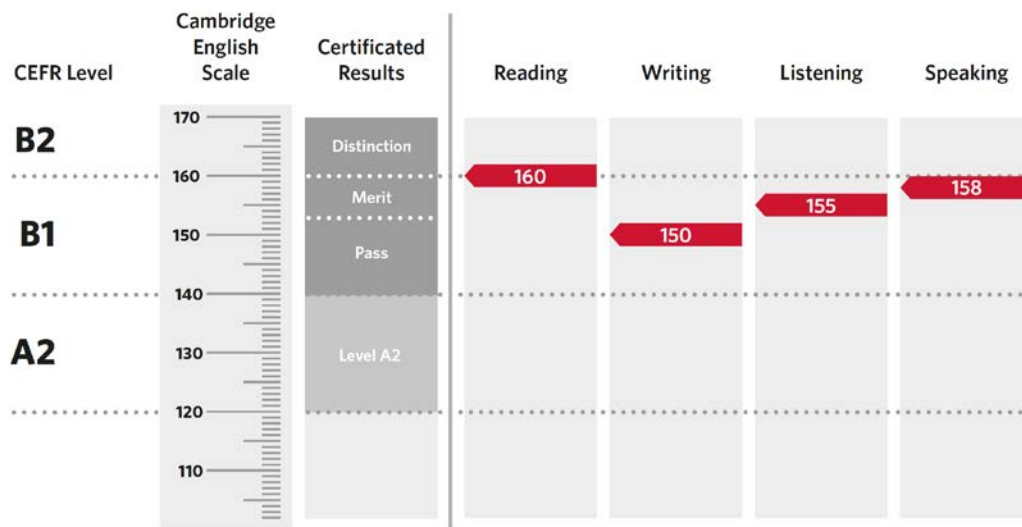 CEFR Level
Cambridge
English
Scale
Certificated
Results
Reading
Writing
Listening
Speaking
B2
B1
A2
170
160
150
140
130
120
110
Distinction
Merit
Pass
Level A2
160
150
155
158